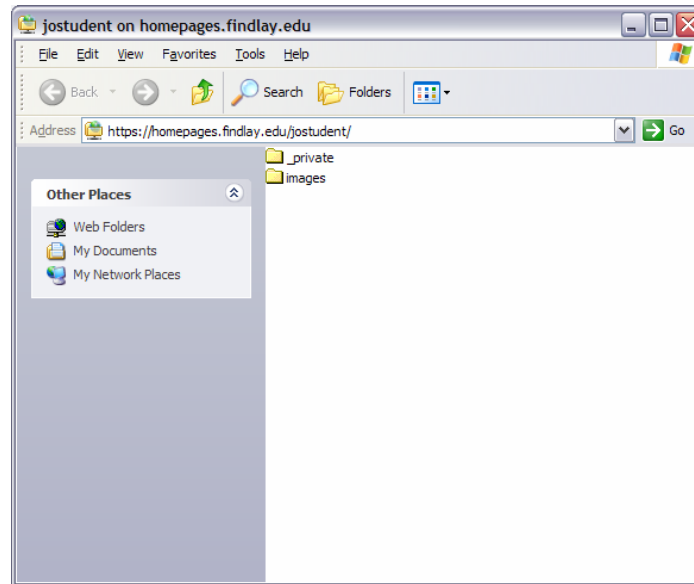 jostudent on homepages.findlay.edu
File Edit View Favorites Tools Help
Back Search Folders
Address https://homepages.findlay.edu/jostudent/ Go
_private
images
Other Places
Web Folders
My Documents
My Network Places